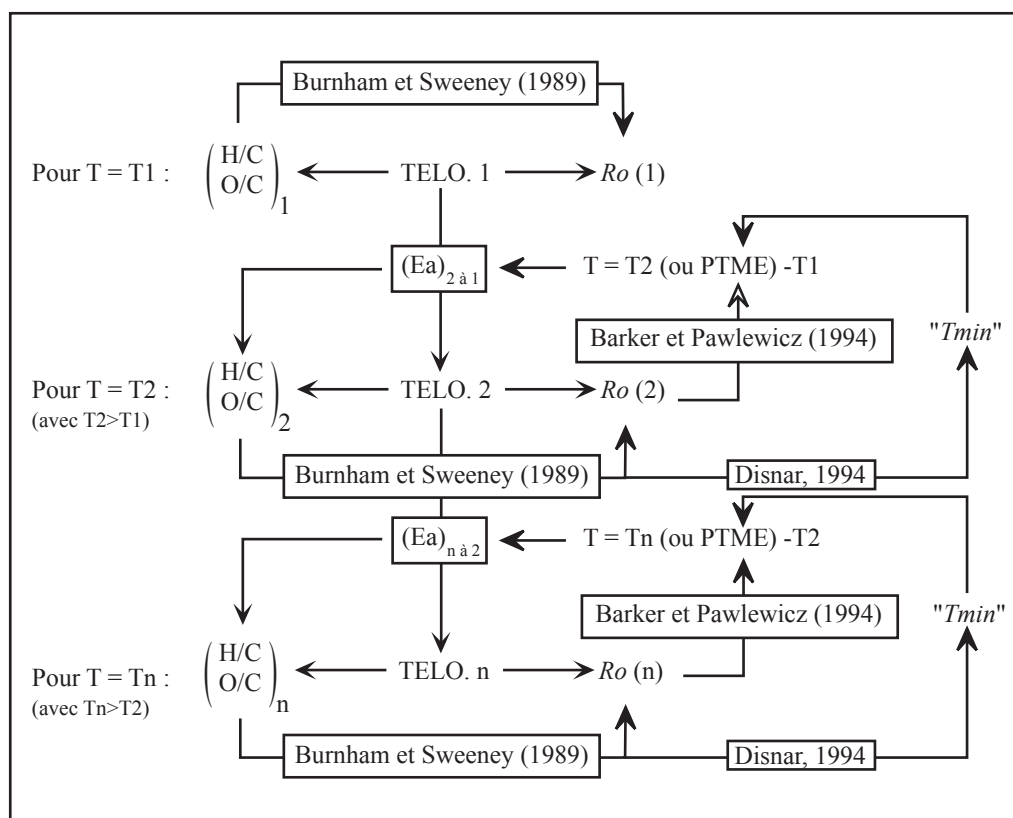 Burnham et Sweeney (1989)
Pour T = T1 :
H/C
O/C
1
TELO. 1
Ro (1)
(Ea) 2 à 1
T = T2 (ou PTME) -T1
Barker et Pawlewicz (1994)
"Tmin"
Pour T = T2 :
(avec T2>T1)
H/C
O/C
2
TELO. 2
Ro (2)
Burnham et Sweeney (1989)
Disnar, 1994
(Ea) n à 2
T = Tn (ou PTME) -T2
Barker et Pawlewicz (1994)
"Tmin"
Pour T = Tn :
(avec Tn>T2)
H/C
O/C
n
TELO. n
Ro (n)
Burnham et Sweeney (1989)
Disnar, 1994